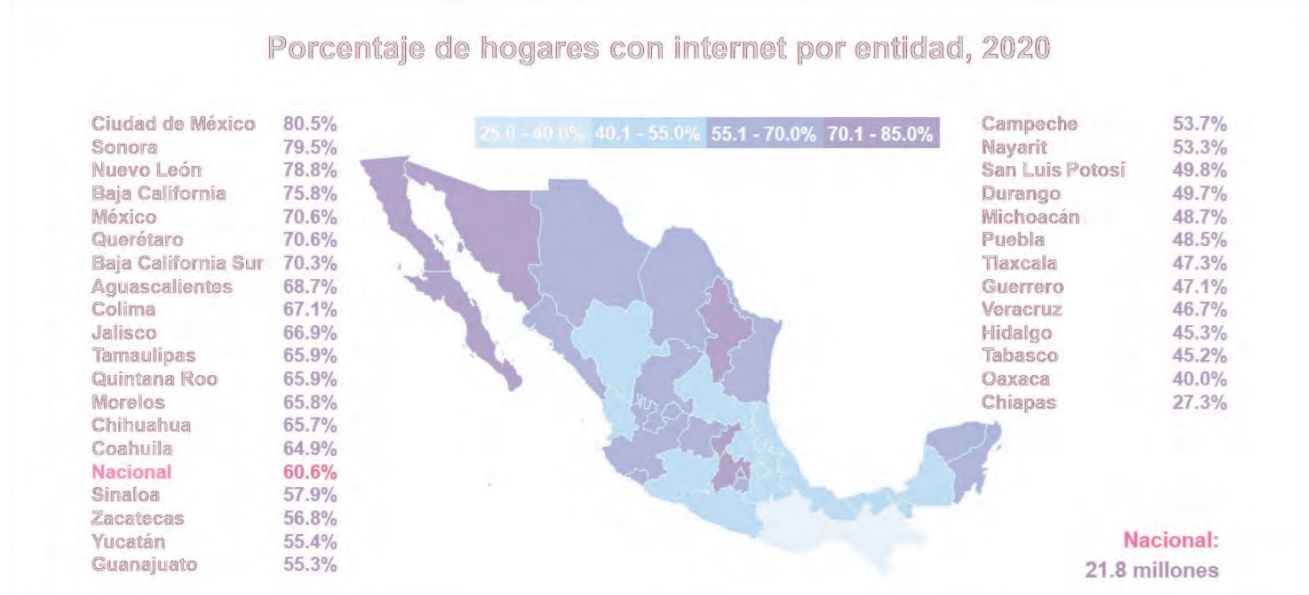 Porcentaje de hogares con internet por entidad, 2020
25.0 - 40.0% 40.1 - 55.0% 55.1 - 70.0% 70.1 - 85.0%
Ciudad de México 80.5%
Sonora 79.5%
Nuevo León 78.8%
Baja California 75.8%
México 70.6%
Querétaro 70.6%
Baja California Sur 70.3%
Aguascalientes 68.7%
Colima 67.1%
Jalisco 66.9%
Tamaulipas 65.9%
Quintana Roo 65.9%
Morelos 65.8%
Chihuahua 65.7%
Coahuila 64.9%
Nacional 60.6%
Sinaloa 57.9%
Zacatecas 56.8%
Yucatán 55.4%
Guanajuato 55.3%
Campeche 53.7%
Nayarit 53.3%
San Luis Potosí 49.8%
Durango 49.7%
Michoacán 48.7%
Puebla 48.5%
Tlaxcala 47.3%
Guerrero 47.1%
Veracruz 46.7%
Hidalgo 45.3%
Tabasco 45.2%
Oaxaca 40.0%
Chiapas 27.3%
Nacional:
21.8 millones